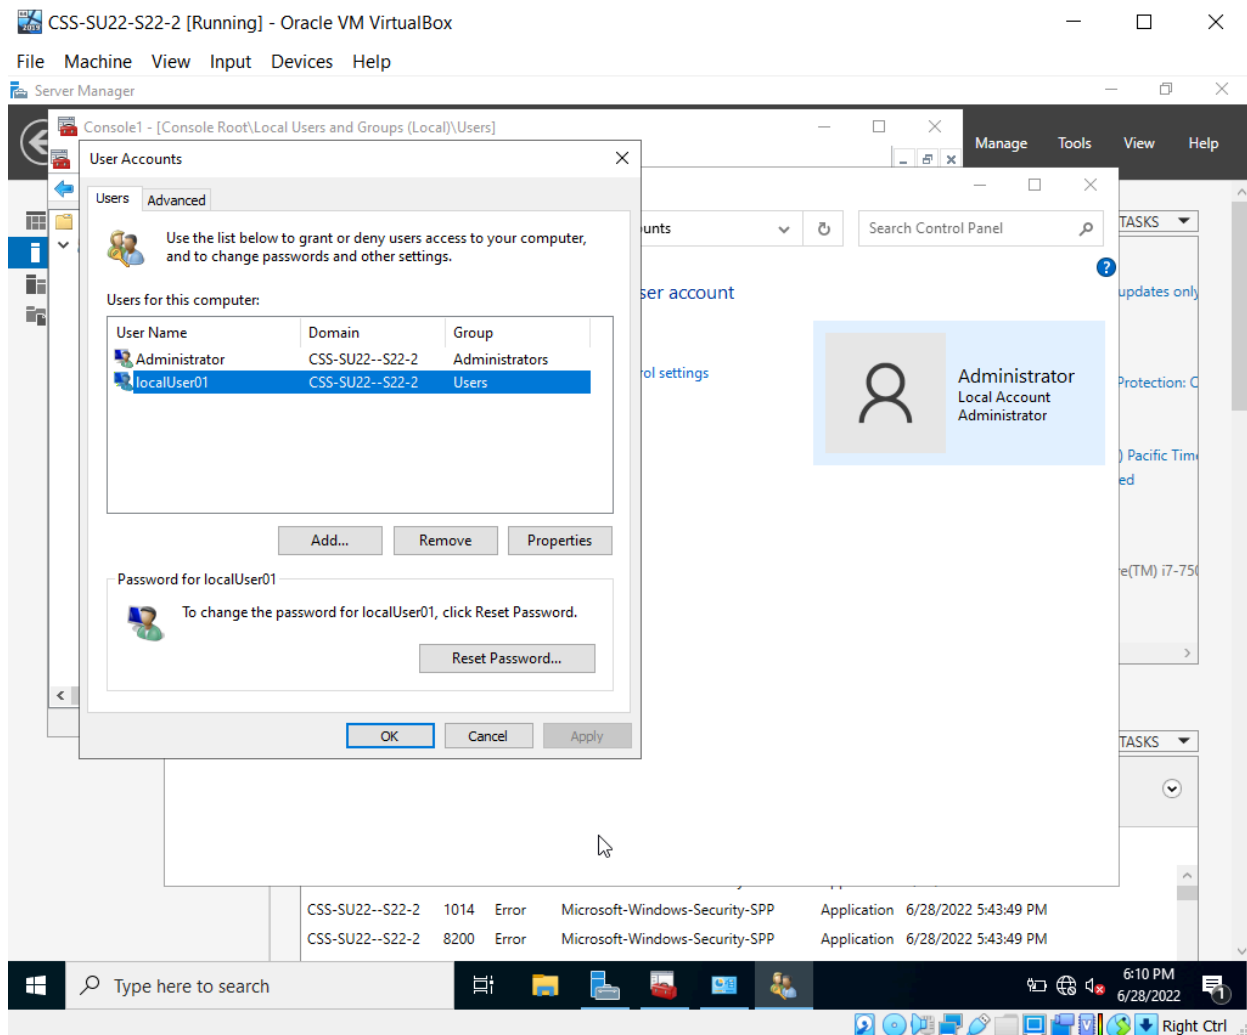 CSS-SU22-S22-2 [Running] - Oracle VM VirtualBox
File Machine View Input Devices Help
Server Manager
Console1 - [Console Root\Local Users and Groups (Local)\Users]
Manage Tools View Help
User Accounts
Users Advanced
Use the list below to grant or deny users access to your computer,
and to change passwords and other settings.
Users for this computer:
User Name Domain Group
Administrator CSS-SU22--S22-2 Administrators
localUser01 CSS-SU22--S22-2 Users
Add... Remove Properties
Password for localUser01
To change the password for localUser01, click Reset Password.
Reset Password...
OK Cancel Apply
unts
Search Control Panel
ser account
rol settings
Administrator
Local Account
Administrator
TASKS
updates only
Protection: 
) Pacific Tim
ed
re(TM) i7-750
TASKS
CSS-SU22--S22-2 1014 Error Microsoft-Windows-Security-SPP Application 6/28/2022 5:43:49 PM
CSS-SU22--S22-2 8200 Error Microsoft-Windows-Security-SPP Application 6/28/2022 5:43:49 PM
Type here to search
6:10 PM
6/28/2022
1
Right Ctrl